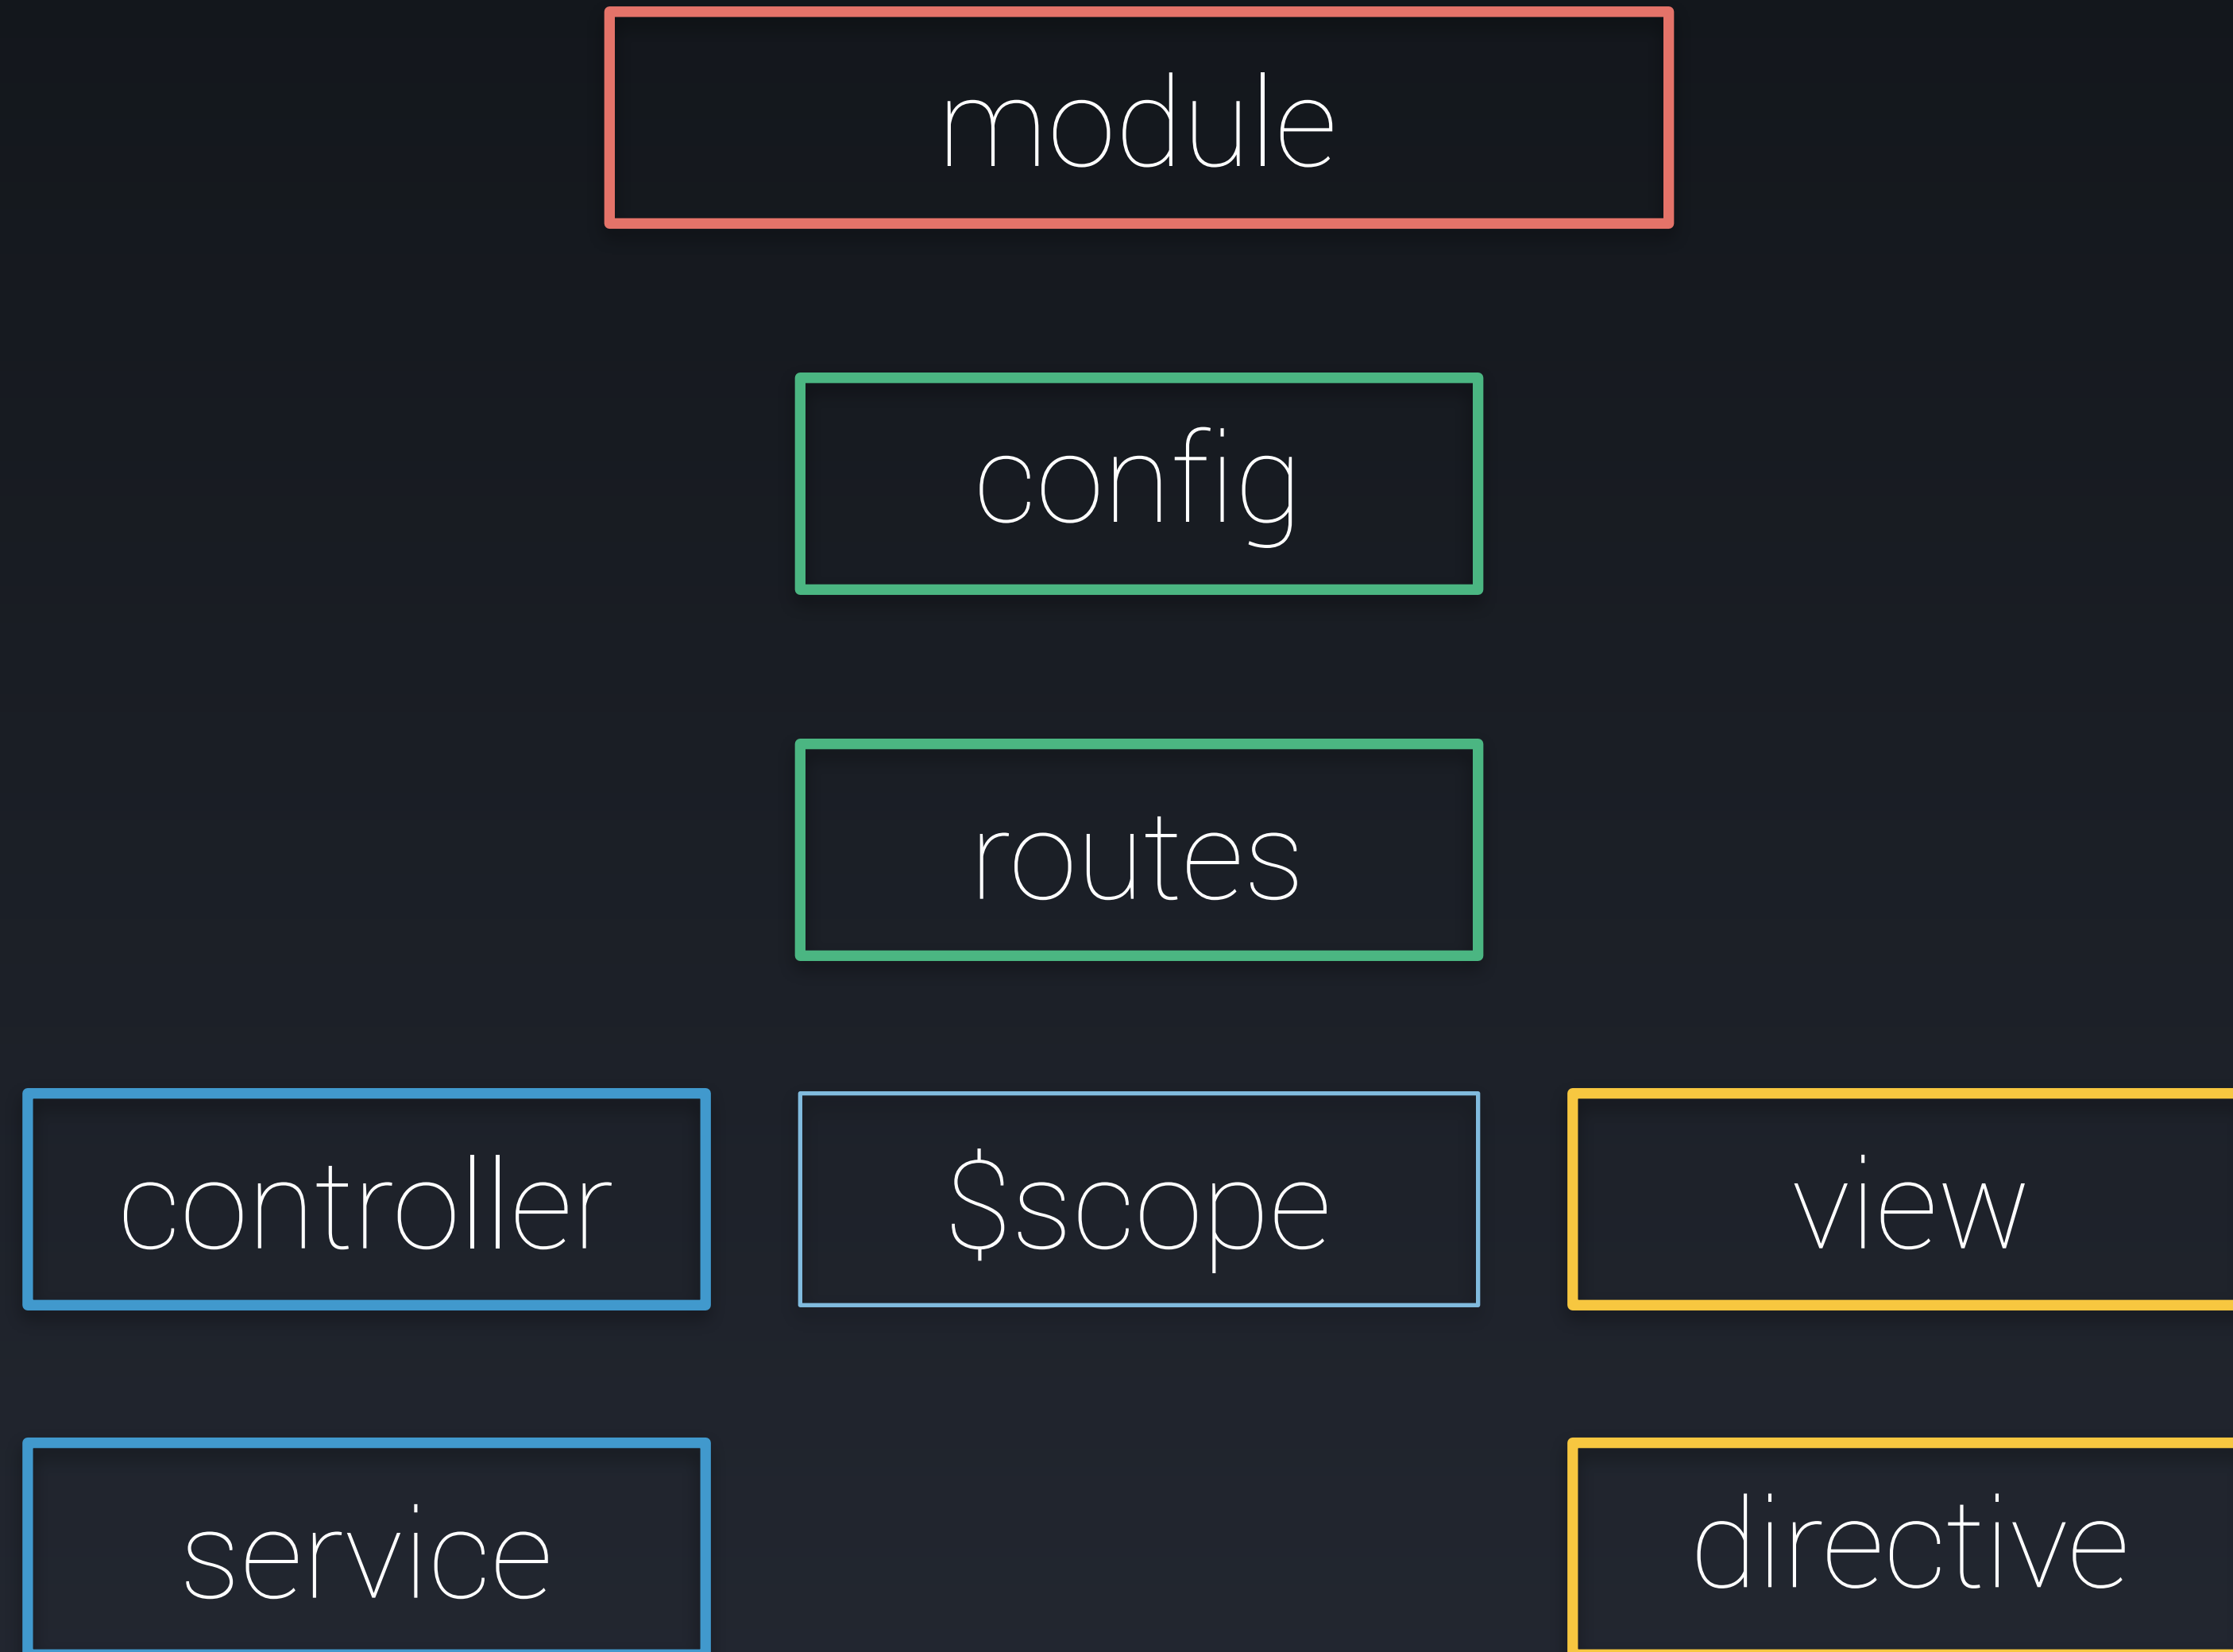 module
config
routes
controller
$scope
view
service
directive